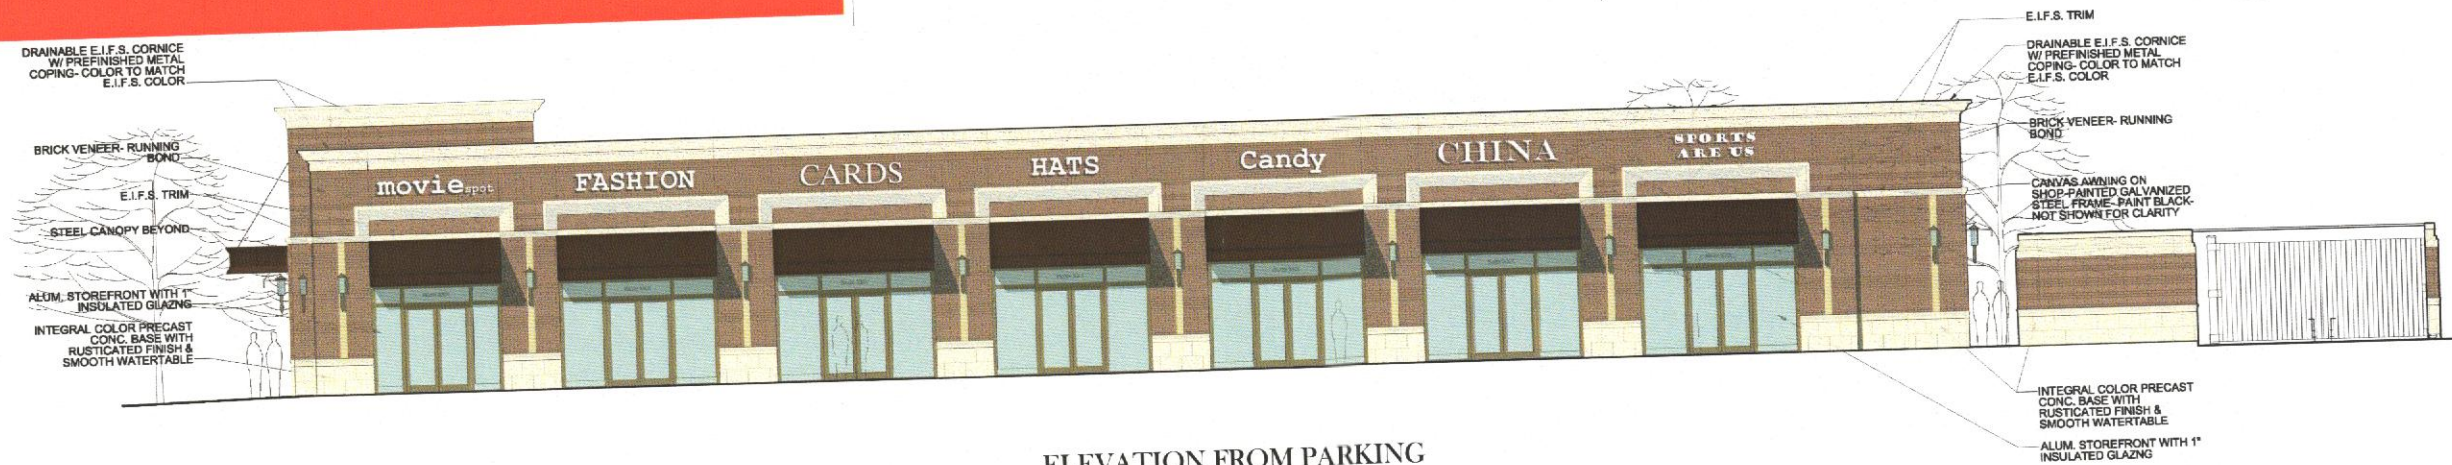 DRAINABLE E.I.F.S. CORNICE
W/ PREFINISHED METAL
COPING- COLOR TO MATCH
E.I.F.S. COLOR
BRICK VENEER- RUNNING
BOND
E.I.F.S. TRIM
STEEL CANOPY BEYOND
ALUM. STOREFRONT WITH 1"
INSULATED GLAZNG
INTEGRAL COLOR PRECAST
CONC. BASE WITH
RUSTICATED FINISH &
SMOOTH WATERTABLE
moviespot
FASHION
CARDS
HATS
Candy
CHINA
SPORTS
ARE US
E.I.F.S. TRIM
DRAINABLE E.I.F.S. CORNICE
W/ PREFINISHED METAL
COPING- COLOR TO MATCH
E.I.F.S. COLOR
BRICK VENEER- RUNNING
BOND
CANVAS AWNING ON
SHOP-PAINTED GALVANIZED
STEEL FRAME-PAINT BLACK-
NOT SHOWN FOR CLARITY
INTEGRAL COLOR PRECAST
CONC. BASE WITH
RUSTICATED FINISH &
SMOOTH WATERTABLE
ALUM. STOREFRONT WITH 1"
INSULATED GLAZNG
ELEVATION FROM PARKING